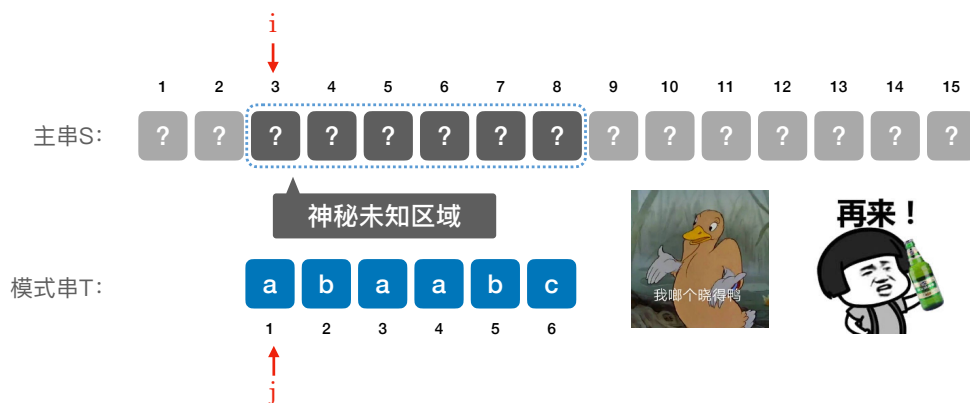 i
1 2 3 4 5 6 7 8 9 10 11 12 13 14 15
主串S: ? ? ? ? ? ? ? ? ? ? ? ? ? ? ?
神秘未知区域
再来！
模式串T: a b a a b c
我啷个晓得鸭
1 2 3 4 5 6
j